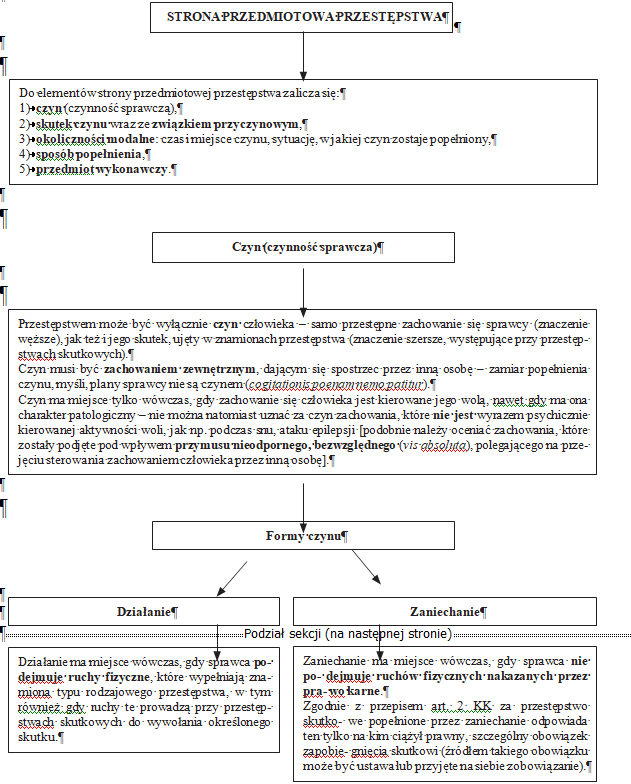 STRONA PRZEDMIOTOWA PRZESTĘPSTWA¶
Do elementów strony przedmiotowej przestępstwa zalicza się:¶
1) czyn (czynność sprawczą),¶
2) skutek czynu wraz ze związkiem przyczynowym,¶
3) okoliczności modalne: czas i miejsce czynu, sytuację, w jakiej czyn zostaje popełniony,¶
4) sposób popełnienia,¶
5) przedmiot wykonawczy.¶
Czyn (czynność sprawcza)¶
Przestępstwem może być wyłącznie czyn człowieka – samo przestępne zachowanie się sprawcy (znaczenie
węższe), jak też i jego skutek, ujęty w znamionach przestępstwa (znaczenie szersze, występujące przy przestęp-
stwach skutkowych).¶
Czyn musi być zachowaniem zewnętrznym, dającym się spostrzec przez inną osobę – zamiar popełnienia
czynu, myśli, plany sprawcy nie są czynem (cogitationis poenam nemo patitur).¶
Czyn ma miejsce tylko wówczas, gdy zachowanie się człowieka jest kierowane jego wolą, nawet gdy ma ona
charakter patologiczny – nie można natomiast uznać za czyn zachowania, które nie jest wyrazem psychicznie
kierowanej aktywności woli, jak np. podczas snu, ataku epilepsji [podobnie należy oceniać zachowania, które
zostały podjęte pod wpływem przymusu nieodpornego, bezwzględnego (vis absoluta), polegającego na prze-
jęciu sterowania zachowaniem człowieka przez inną osobę].¶
Formy czynu¶
Działanie¶
Zaniechanie¶
Podział sekcji (na następnej stronie)
Działanie ma miejsce wówczas, gdy sprawca po-
dejmuje ruchy fizyczne, które wypełniają zna-
miona typu rodzajowego przestępstwa, w tym
również gdy ruchy te prowadzą przy przestęp-
stwach skutkowych do wywołania określonego
skutku.¶
Zaniechanie ma miejsce wówczas, gdy sprawca nie
po- dejmuje ruchów fizycznych nakazanych przez
pra- wo karne.¶
Zgodnie z przepisem art. 2 KK za przestępstwo
skutko- we popełnione przez zaniechanie odpowiada
ten tylko na kim ciążył prawny, szczególny obowiązek
zapobie- gnięcia skutkowi (źródłem takiego obowiązku
może być ustawa lub przyjęte na siebie zobowiązanie).¶